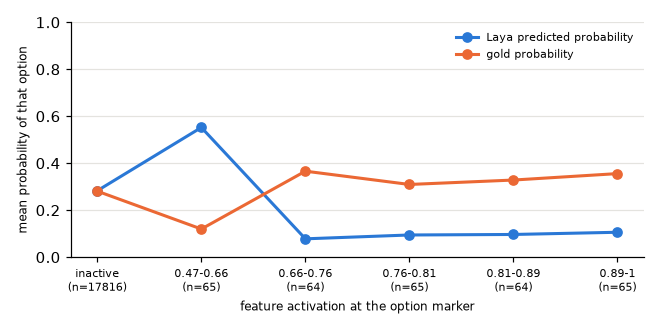 1.0
0.8
0.6
0.4
0.2
0.0
mean probability of that option
Laya predicted probability
gold probability
inactive
(n=17816)
0.47-0.66
(n=65)
0.66-0.76
(n=64)
0.76-0.81
(n=65)
0.81-0.89
(n=64)
0.89-1
(n=65)
feature activation at the option marker